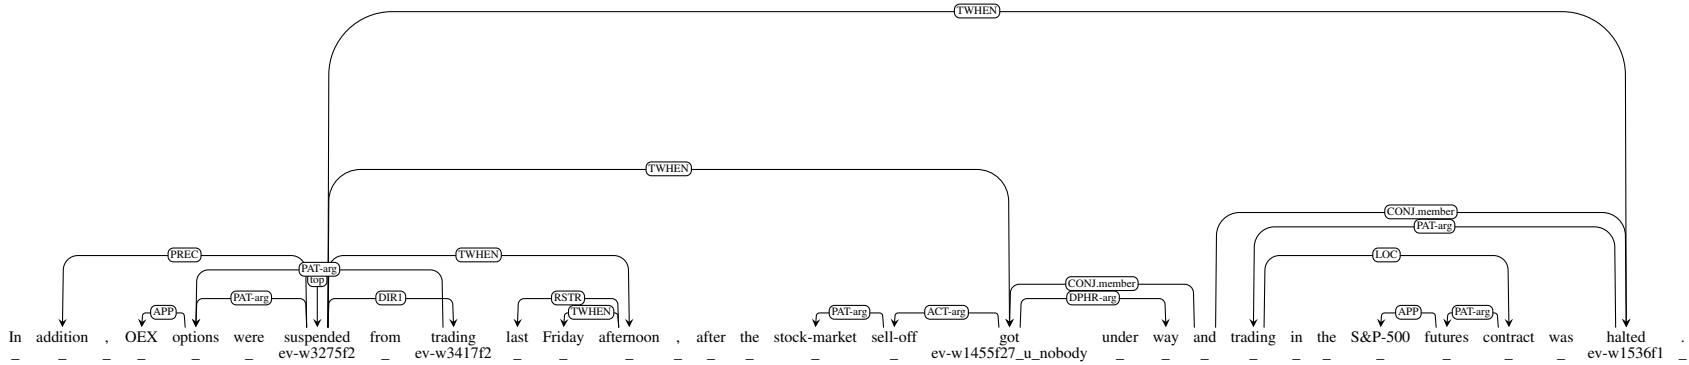 TWHEN
TWHEN
CONJ.member
PAT-arg
PREC TWHEN LOC
PAT-arg
top
CONJ.member
PAT-arg DIR1 RSTR DPHR-arg
APP TWHEN PAT-arg ACT-arg APP PAT-arg
In addition , OEX options were suspended from trading last Friday afternoon , after the stock-market sell-off got under way and trading in the S&P-500 futures contract was halted .
_ _ _ _ _ _ ev-w3275f2 _ ev-w3417f2 _ _ _ _ _ _ _ _ ev-w1455f27_u_nobody _ _ _ _ _ _ _ _ _ _ ev-w1536f1 _